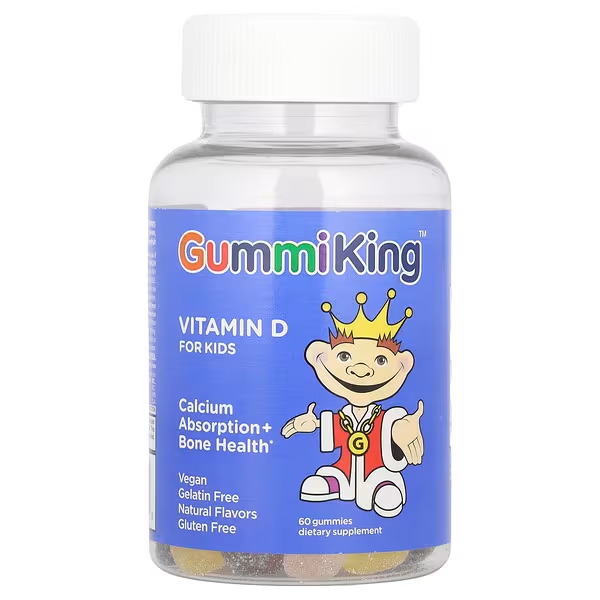 GummiKing™
VITAMIN D
FOR KIDS
Calcium
Absorption+
Bone Health*
Vegan
Gelatin Free
Natural Flavors
Gluten Free
G
60 gummies
dietary supplement